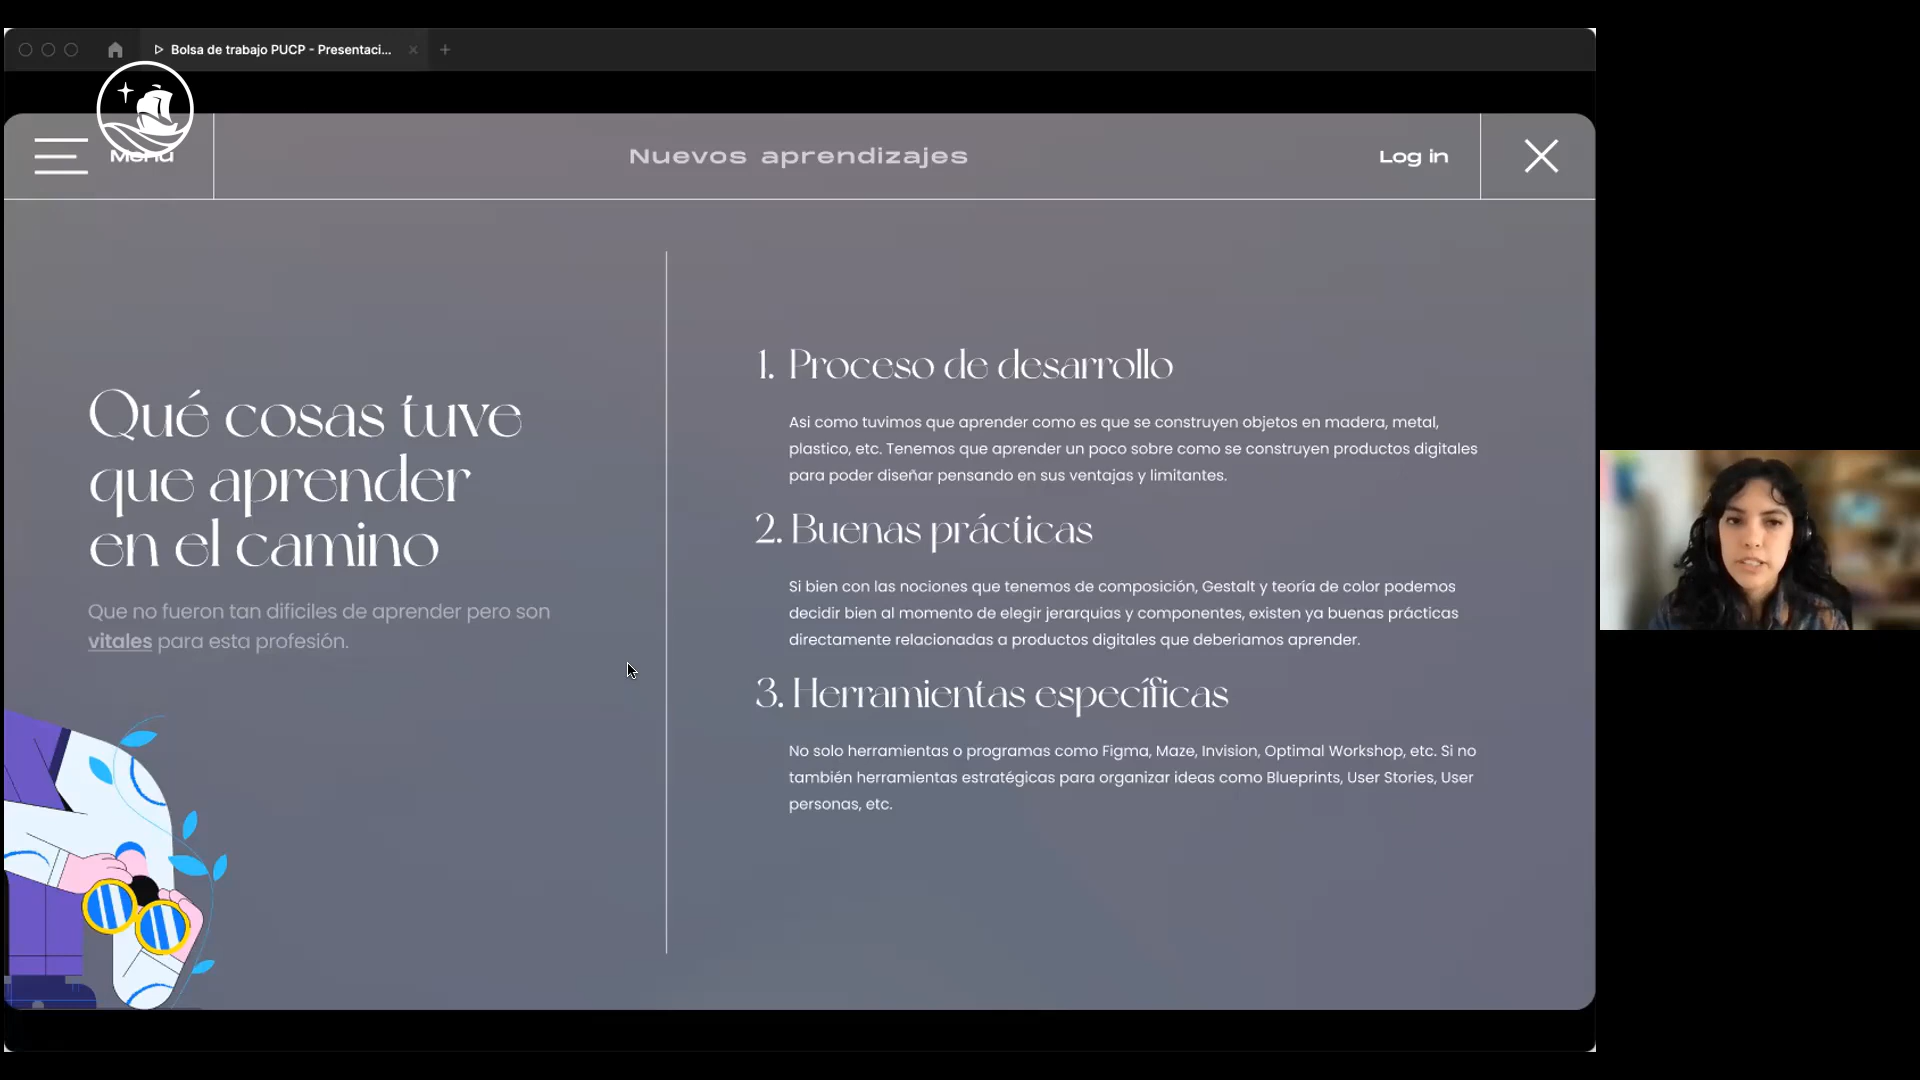 Bolsa de trabajo PUCP - Presentaci...
Menú
Nuevos aprendizajes
Log in
Qué cosas tuve
que aprender
en el camino
Que no fueron tan dificiles de aprender pero son
vitales para esta profesión.
1. Proceso de desarrollo
Asi como tuvimos que aprender como es que se construyen objetos en madera, metal,
plastico, etc. Tenemos que aprender un poco sobre como se construyen productos digitales
para poder diseñar pensando en sus ventajas y limitantes.
2. Buenas prácticas
Si bien con las nociones que tenemos de composición, Gestalt y teoría de color podemos
decidir bien al momento de elegir jerarquias y componentes, existen ya buenas prácticas
directamente relacionadas a productos digitales que deberiamos aprender.
3. Herramientas específicas
No solo herramientas o programas como Figma, Maze, Invision, Optimal Workshop, etc. Si no
también herramientas estratégicas para organizar ideas como Blueprints, User Stories, User
personas, etc.